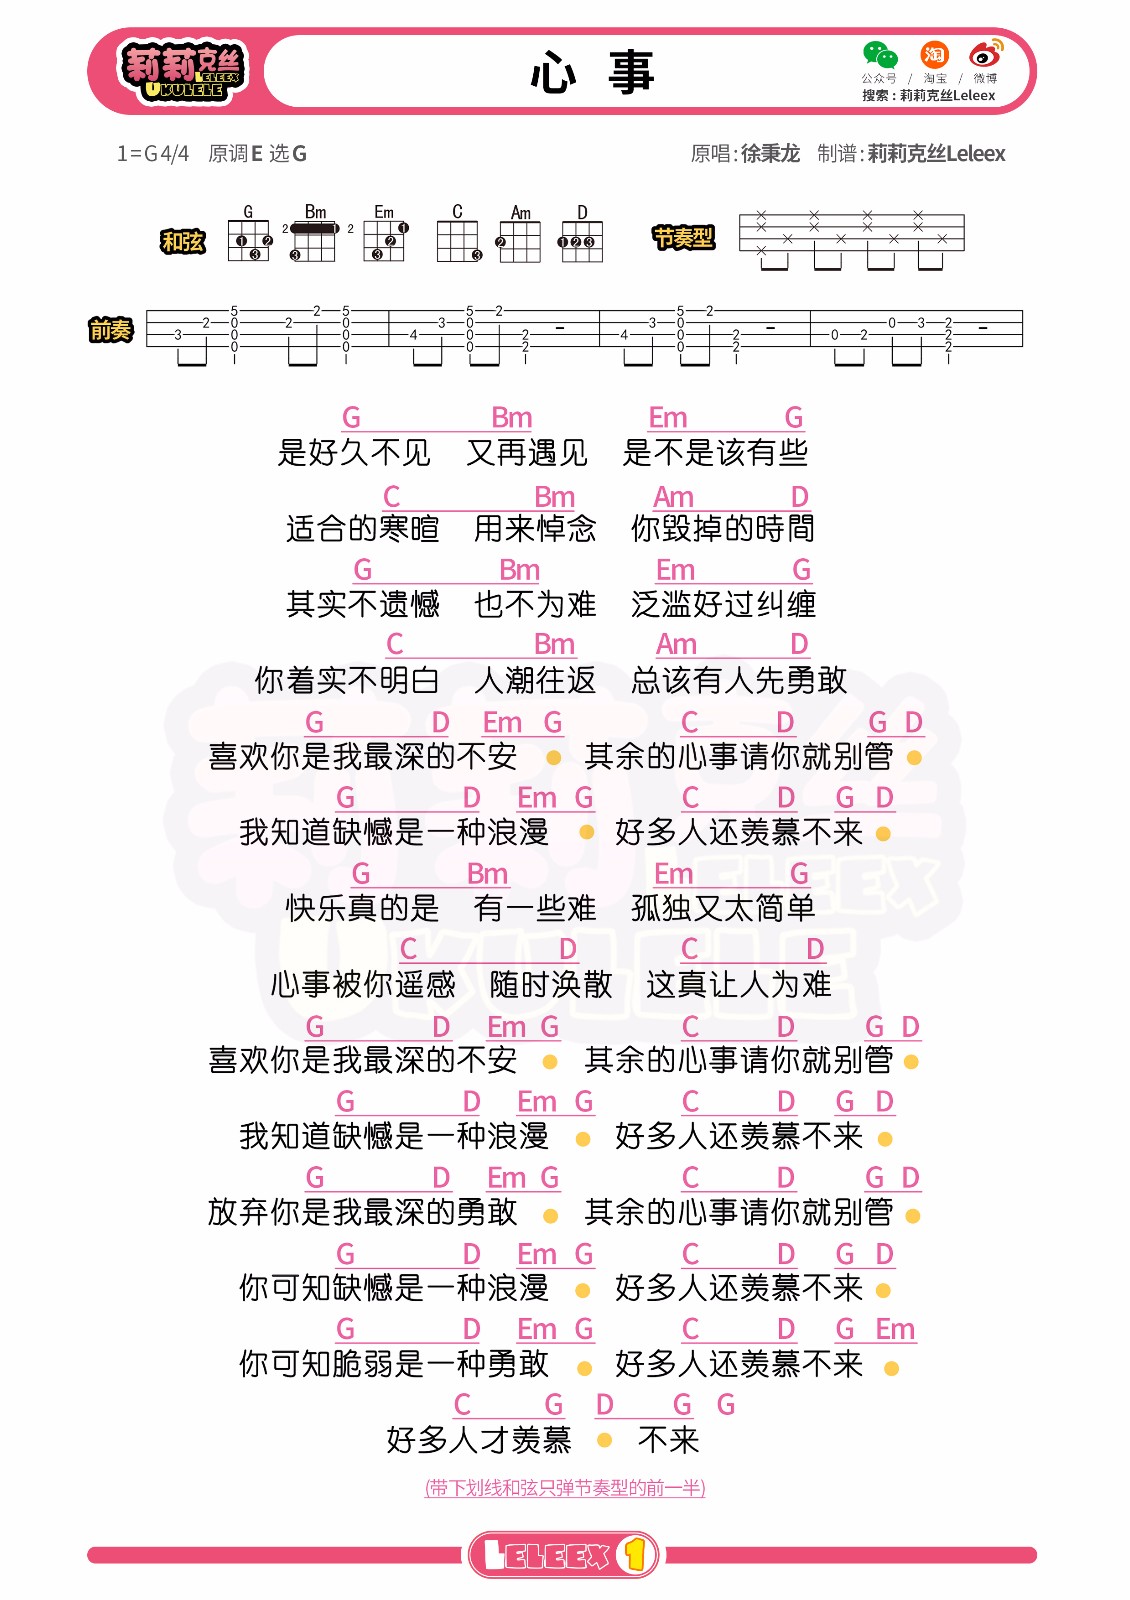 莉莉克丝
LELEEX
UKULELE
心 事
公众号 / 淘宝 / 微博
搜索：莉莉克丝Leleex
1=G 4/4 原调E 选G
原唱：徐秉龙 制谱：莉莉克丝Leleex
和弦 G Bm Em C Am D 节奏型
前奏
G Bm Em G
是好久不见 又再遇见 是不是该有些
C Bm Am D
适合的寒暄 用来悼念 你毁掉的時間
G Bm Em G
其实不遗憾 也不为难 泛滥好过纠缠
C Bm Am D
你着实不明白 人潮往返 总该有人先勇敢
G D Em G C D G D
喜欢你是我最深的不安 其余的心事请你就别管
G D Em G C D G D
我知道缺憾是一种浪漫 好多人还羡慕不来
G Bm Em G
快乐真的是 有一些难 孤独又太简单
C D C D
心事被你遥感 随时涣散 这真让人为难
G D Em G C D G D
喜欢你是我最深的不安 其余的心事请你就别管
G D Em G C D G D
我知道缺憾是一种浪漫 好多人还羡慕不来
G D Em G C D G D
放弃你是我最深的勇敢 其余的心事请你就别管
G D Em G C D G D
你可知缺憾是一种浪漫 好多人还羡慕不来
G D Em G C D G Em
你可知脆弱是一种勇敢 好多人还羡慕不来
C G D G G
好多人才羡慕 不来
(带下划线和弦只弹节奏型的前一半)
LELEEX 1